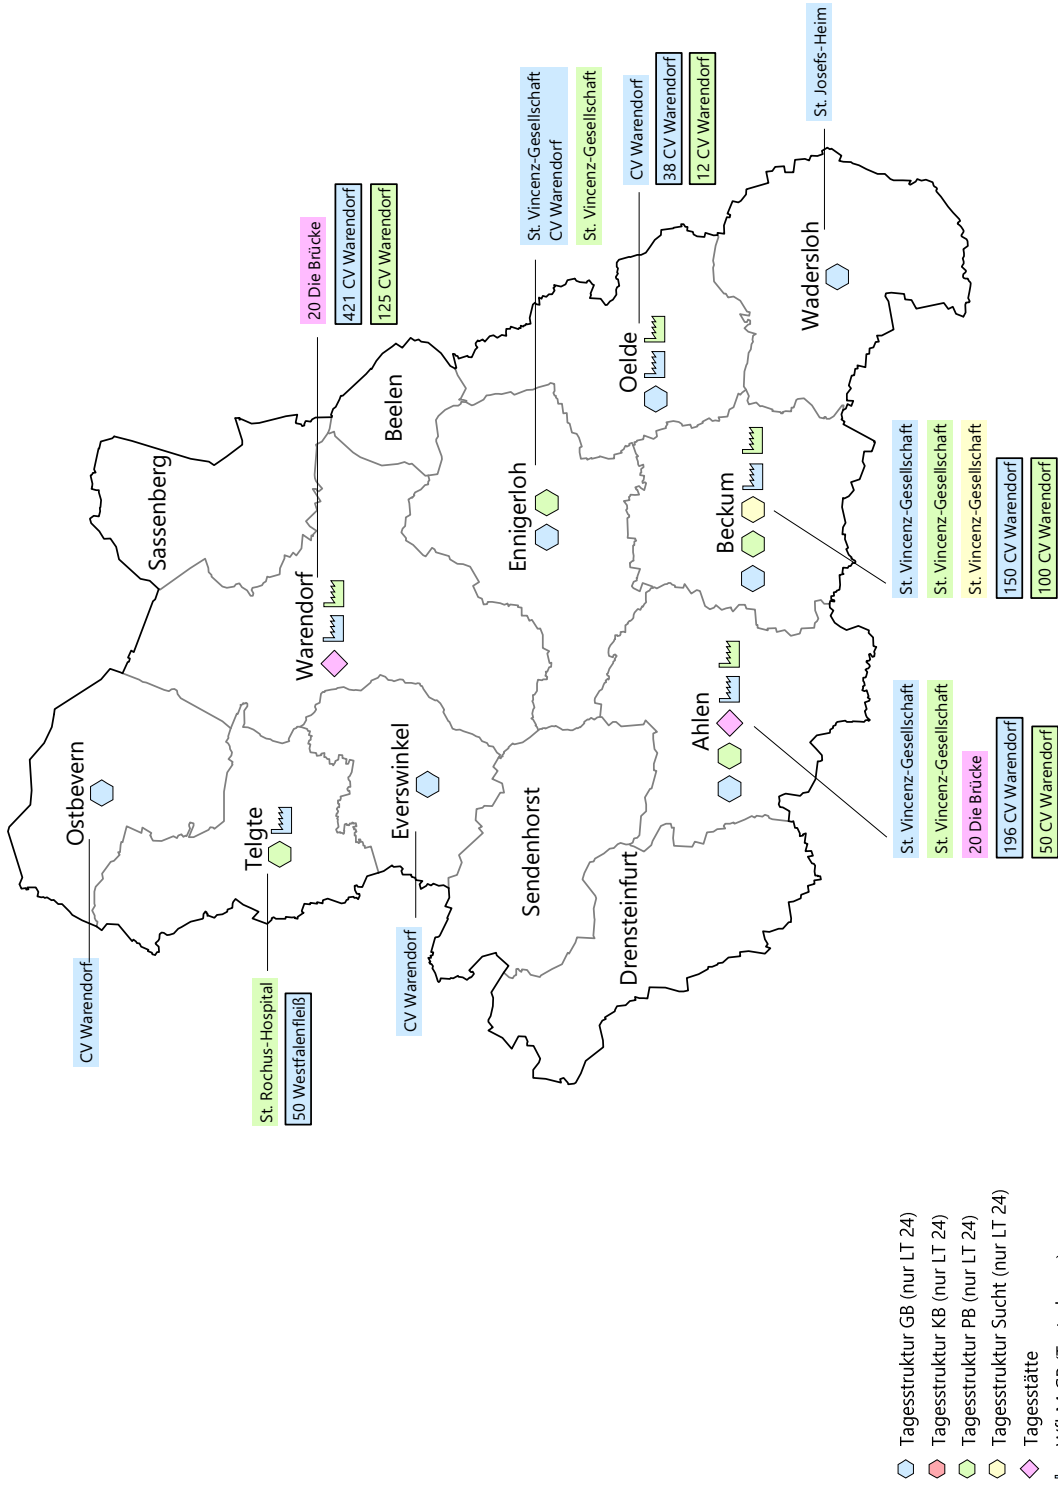 Ostbevern
CV Warendorf
Sassenberg
Telgte
St. Rochus-Hospital
50 Westfalenfleiß
Warendorf
20 Die Brücke
421 CV Warendorf
125 CV Warendorf
Beelen
Everswinkel
CV Warendorf
Ennigerloh
St. Vincenz-Gesellschaft
CV Warendorf
St. Vincenz-Gesellschaft
Sendenhorst
Oelde
CV Warendorf
38 CV Warendorf
12 CV Warendorf
Drensteinfurt
Ahlen
St. Vincenz-Gesellschaft
St. Vincenz-Gesellschaft
20 Die Brücke
196 CV Warendorf
50 CV Warendorf
Beckum
St. Vincenz-Gesellschaft
St. Vincenz-Gesellschaft
St. Vincenz-Gesellschaft
150 CV Warendorf
100 CV Warendorf
Wadersloh
St. Josefs-Heim
Tagesstruktur GB (nur LT 24)
Tagesstruktur KB (nur LT 24)
Tagesstruktur PB (nur LT 24)
Tagesstruktur Sucht (nur LT 24)
Tagesstätte